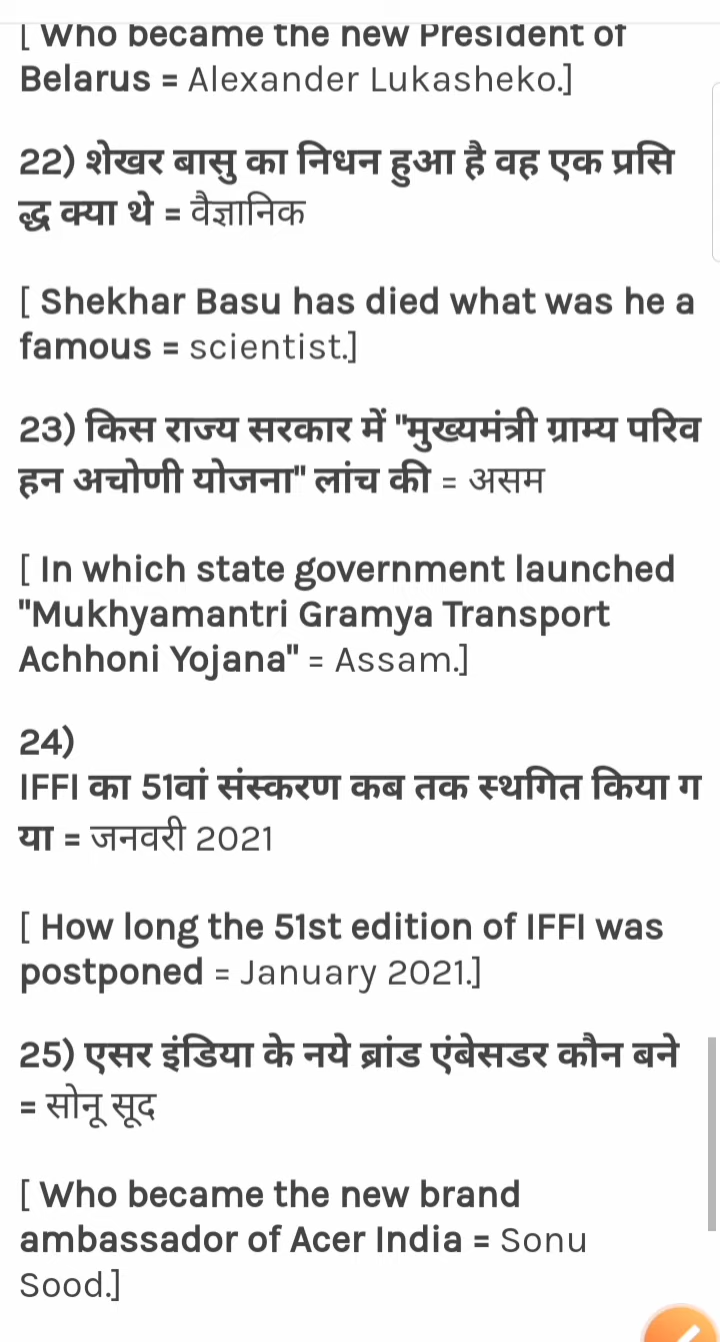 [ Who became the new President of
Belarus = Alexander Lukasheko.]
22) शेखर बासु का निधन हुआ है वह एक प्रसि
द्ध क्या थे = वैज्ञानिक
[ Shekhar Basu has died what was he a
famous = scientist.]
23) किस राज्य सरकार में "मुख्यमंत्री ग्राम्य परिव
हन अचोणी योजना" लांच की = असम
[ In which state government launched
"Mukhyamantri Gramya Transport
Achhoni Yojana" = Assam.]
24)
IFFI का 51वां संस्करण कब तक स्थगित किया ग
या = जनवरी 2021
[ How long the 51st edition of IFFI was
postponed = January 2021.]
25) एसर इंडिया के नये ब्रांड एंबेसडर कौन बने
= सोनू सूद
[ Who became the new brand
ambassador of Acer India = Sonu
Sood.]